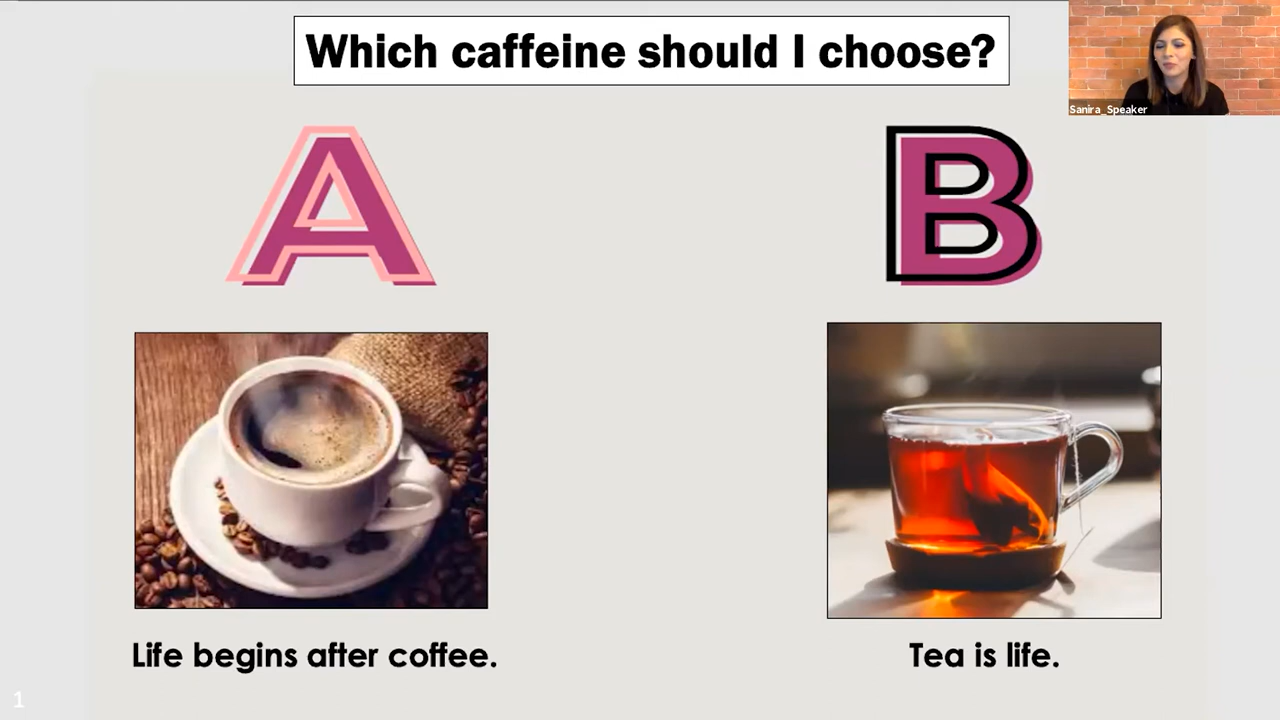 Which caffeine should I choose?
Sanira_Speaker
A
B
Life begins after coffee.
Tea is life.
1